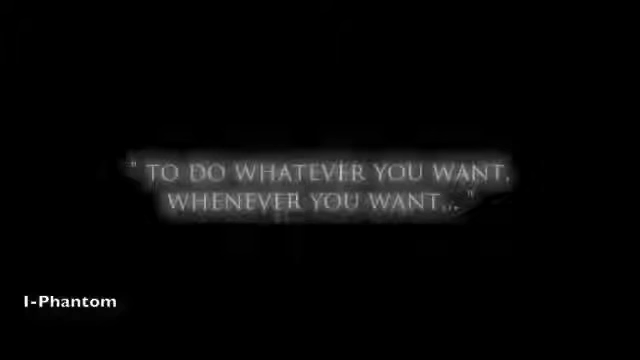 " TO DO WHATEVER YOU WANT,
WHENEVER YOU WANT... "
I-Phantom